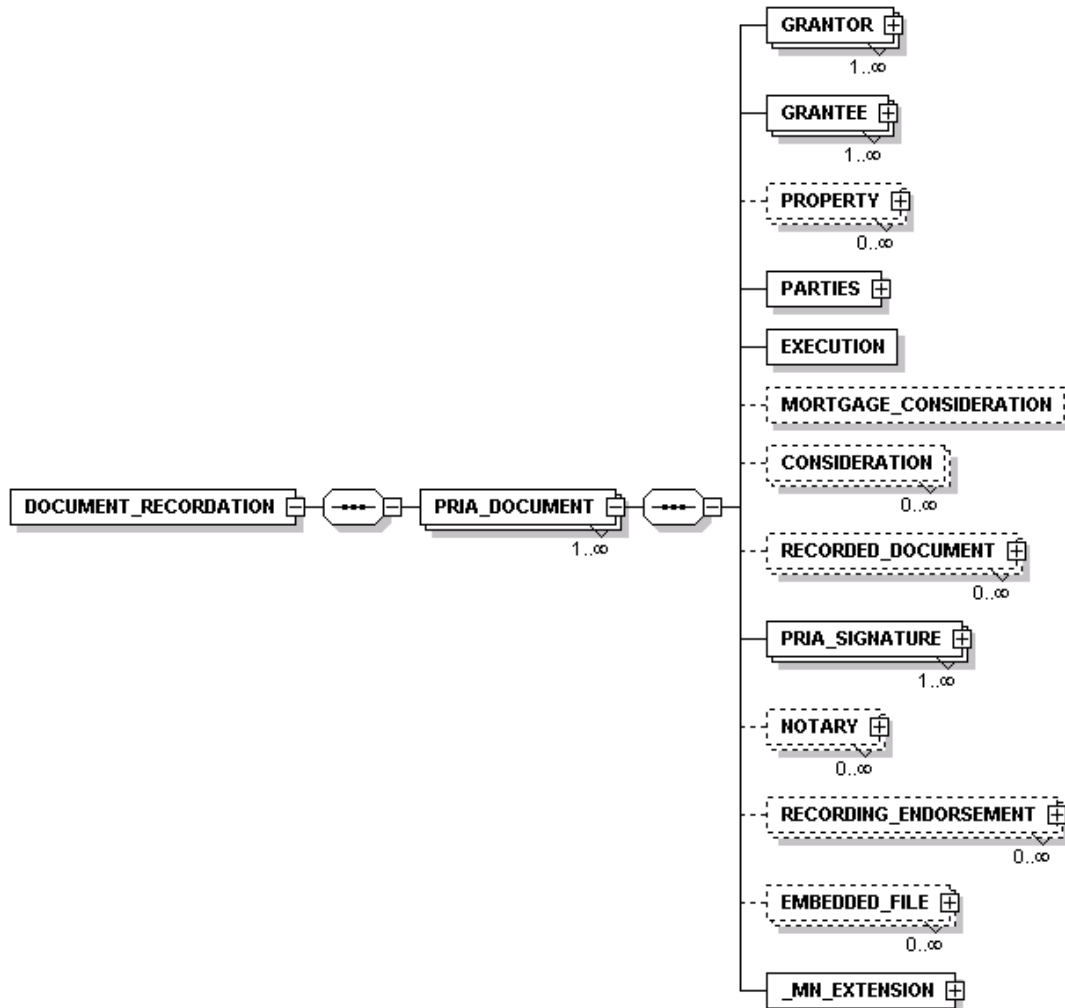 GRANTOR
1..∞
GRANTEE
1..∞
PROPERTY
0..∞
PARTIES
EXECUTION
MORTGAGE_CONSIDERATION
CONSIDERATION
0..∞
DOCUMENT_RECORDATION
PRIA_DOCUMENT
1..∞
RECORDED_DOCUMENT
0..∞
PRIA_SIGNATURE
1..∞
NOTARY
0..∞
RECORDING_ENDORSEMENT
0..∞
EMBEDDED_FILE
0..∞
_MN_EXTENSION